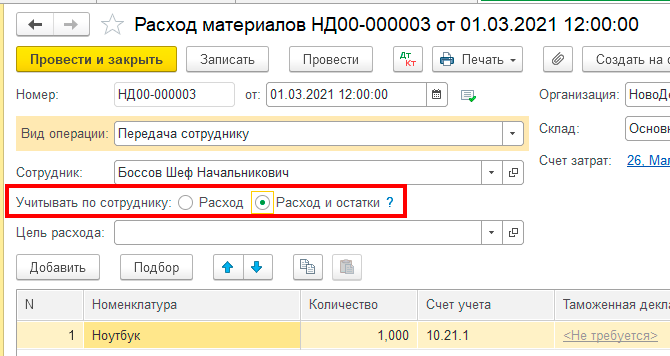 Расход материалов НД00-000003 от 01.03.2021 12:00:00
Провести и закрыть Записать Провести Дт Кт Печать Создать на
Номер: НД00-000003 от: 01.03.2021 12:00:00 Организация: НовоДе
Вид операции: Передача сотруднику Склад: Основн
Сотрудник: Боссов Шеф Начальникович Счет затрат: 26, Мал
Учитывать по сотруднику: Расход Расход и остатки ?
Цель расхода:
Добавить Подбор
N Номенклатура Количество Счет учета Таможенная декла
1 Ноутбук 1,000 10.21.1 <Не требуется>